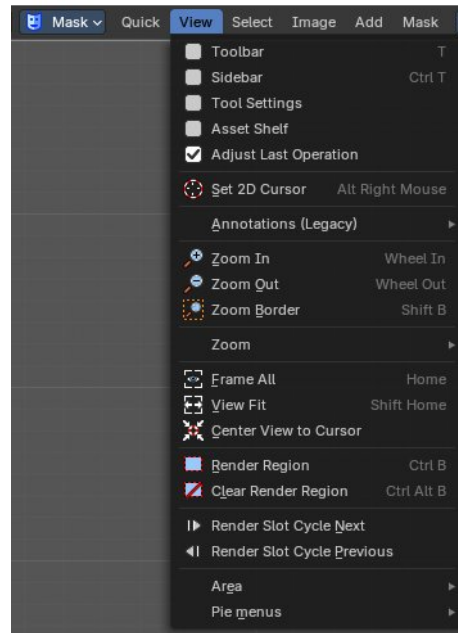 Mask Quick View Select Image Add Mask
Toolbar T
Sidebar Ctrl T
Tool Settings
Asset Shelf
Adjust Last Operation
Set 2D Cursor Alt Right Mouse
Annotations (Legacy)
Zoom In Wheel In
Zoom Out Wheel Out
Zoom Border Shift B
Zoom
Frame All Home
View Fit Shift Home
Center View to Cursor
Render Region Ctrl B
Clear Render Region Ctrl Alt B
Render Slot Cycle Next
Render Slot Cycle Previous
Area
Pie menus